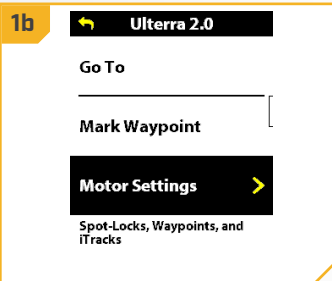 1b
Ulterra 2.0
Go To
Mark Waypoint
Motor Settings
Spot-Locks, Waypoints, and
iTracks